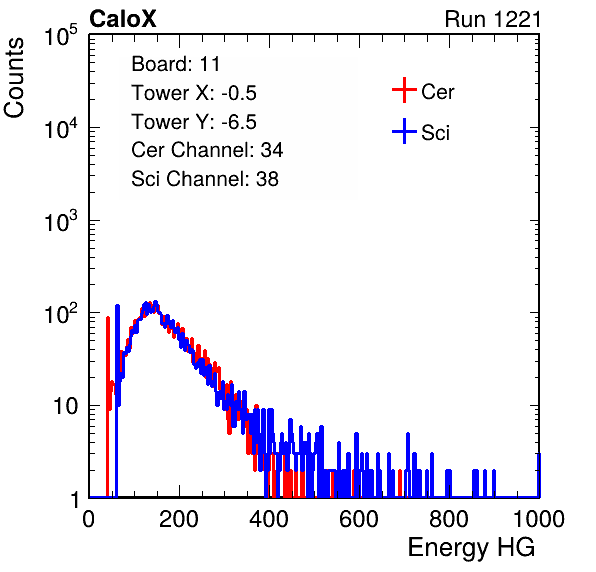 CaloX Run 1221
Counts
10^5
10^4
10^3
10^2
10
1
Board: 11
Tower X: -0.5
Tower Y: -6.5
Cer Channel: 34
Sci Channel: 38
Cer
Sci
0 200 400 600 800 1000
Energy HG